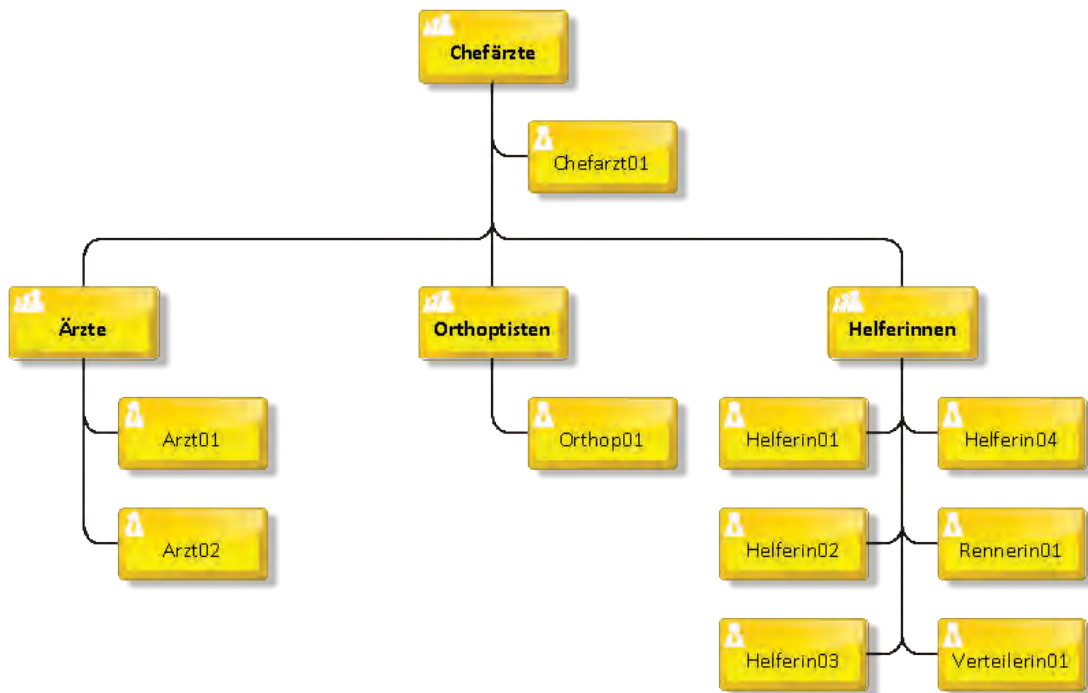 Chefärzte
Chefarzt01
Ärzte
Orthoptisten
Helferinnen
Arzt01
Orthop01
Helferin01
Helferin04
Arzt02
Helferin02
Rennerin01
Helferin03
Verteilerin01